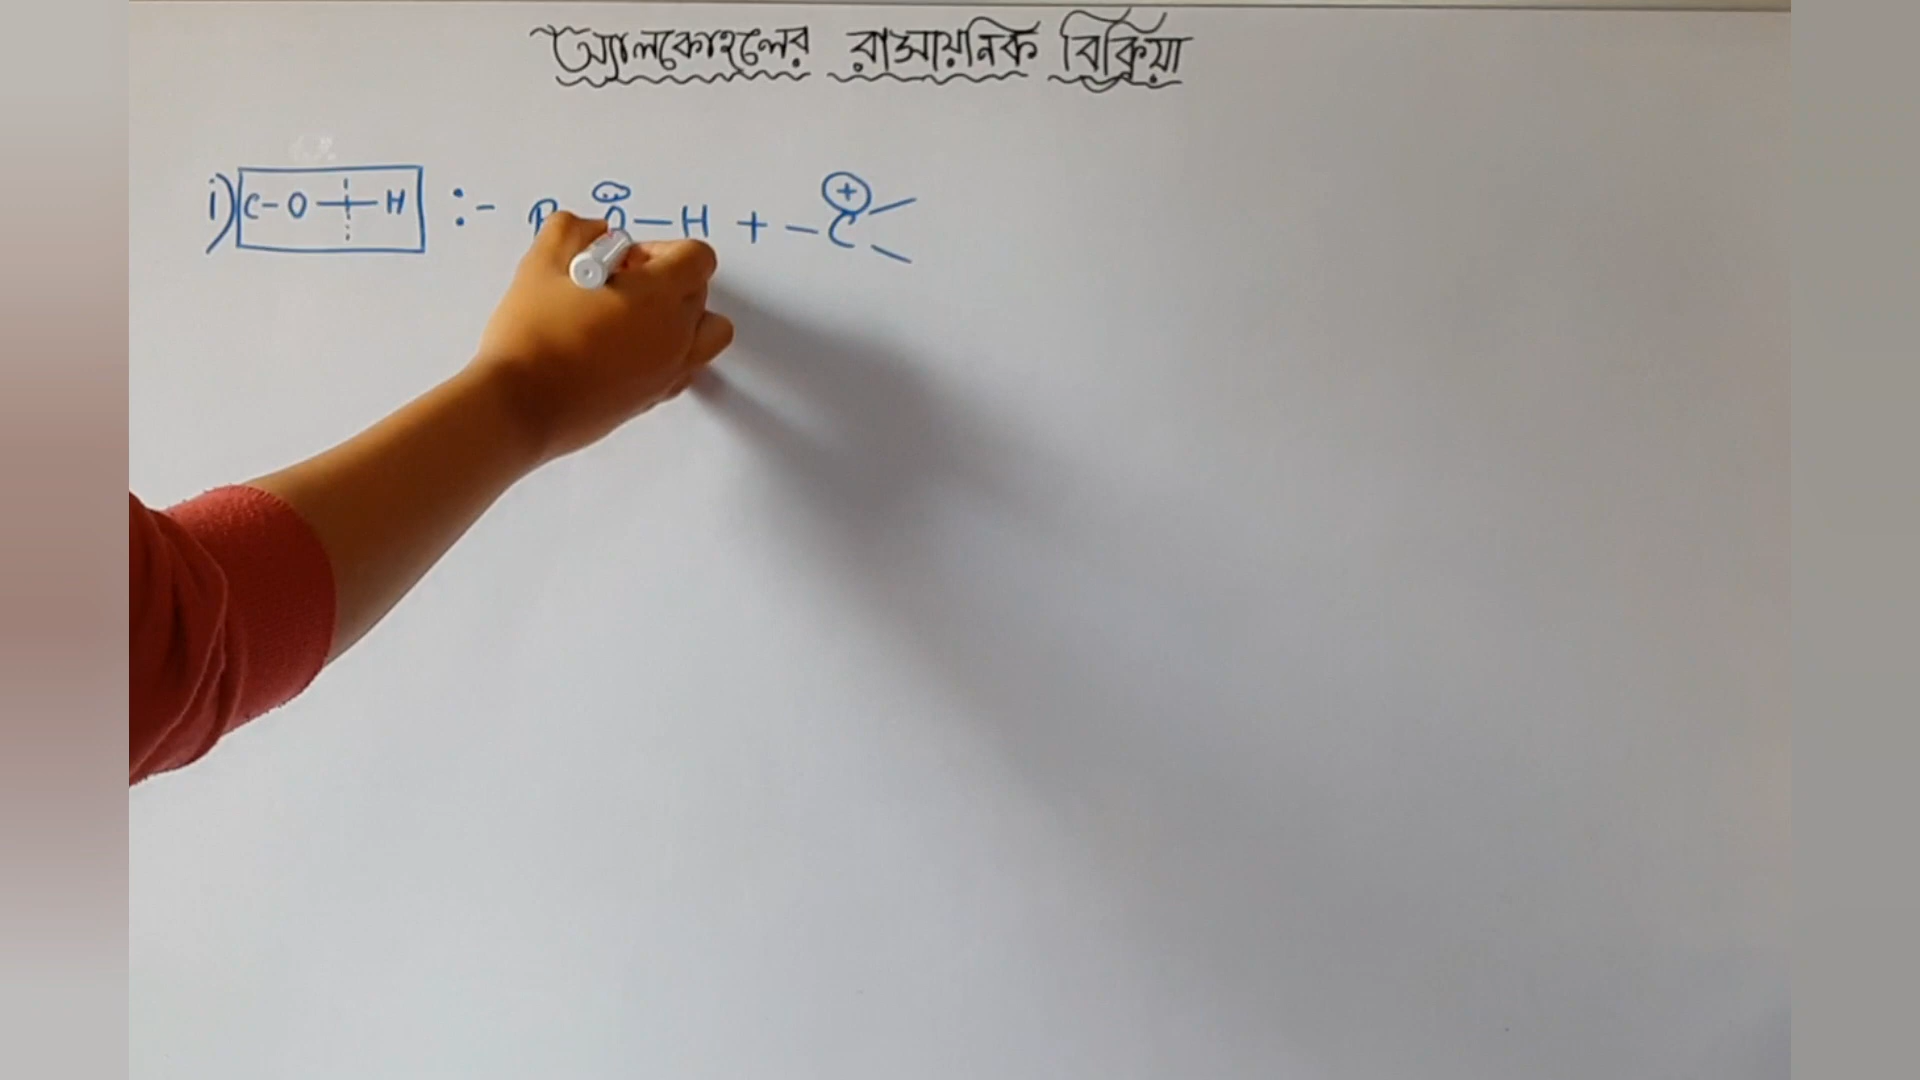 অ্যালকোহলের রাসায়নিক বিক্রিয়া
i) C-O-H :- R Ö-H + -C⊕